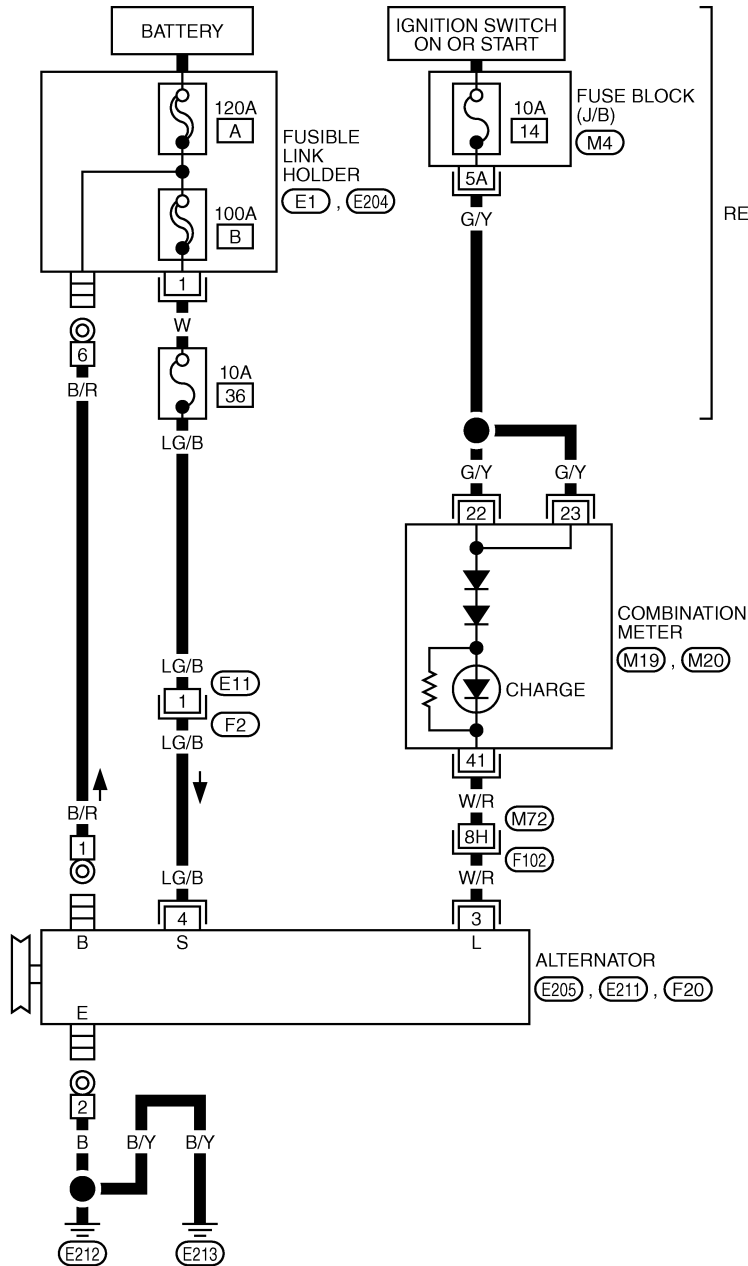 BATTERY
IGNITION SWITCH
ON OR START
120A
A
FUSIBLE
LINK
HOLDER
E1 , E204
100A
B
10A
14
FUSE BLOCK
(J/B)
M4
5A
G/Y
RE
1
W
6
B/R
10A
36
LG/B
G/Y
G/Y
22
23
COMBINATION
METER
M19 , M20
CHARGE
LG/B
1
E11
F2
LG/B
41
W/R
M72
8H
F102
W/R
B/R
1
LG/B
4
3
B
S
L
ALTERNATOR
E205 , E211 , F20
E
2
B
B/Y
B/Y
E212
E213